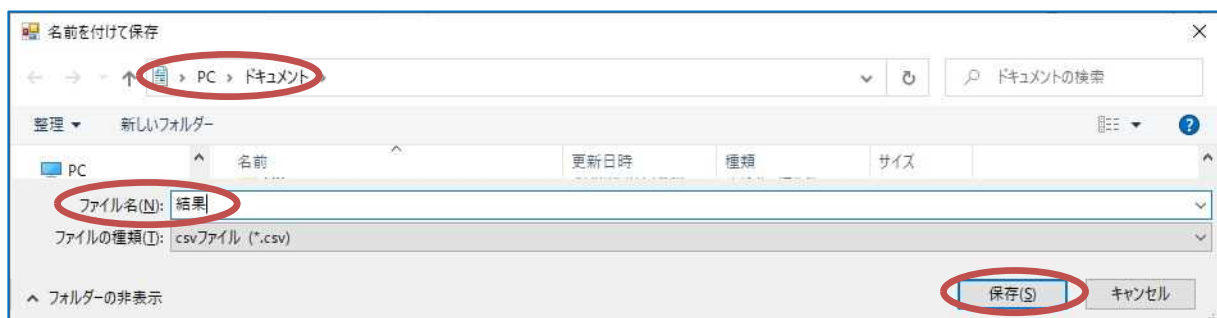 名前を付けて保存
PC > ドキュメント >
ドキュメントの検索
整理 新しいフォルダー
PC
名前 更新日時 種類 サイズ
ファイル名(N): 結果
ファイルの種類(T): csvファイル (*.csv)
フォルダーの非表示
保存(S) キャンセル